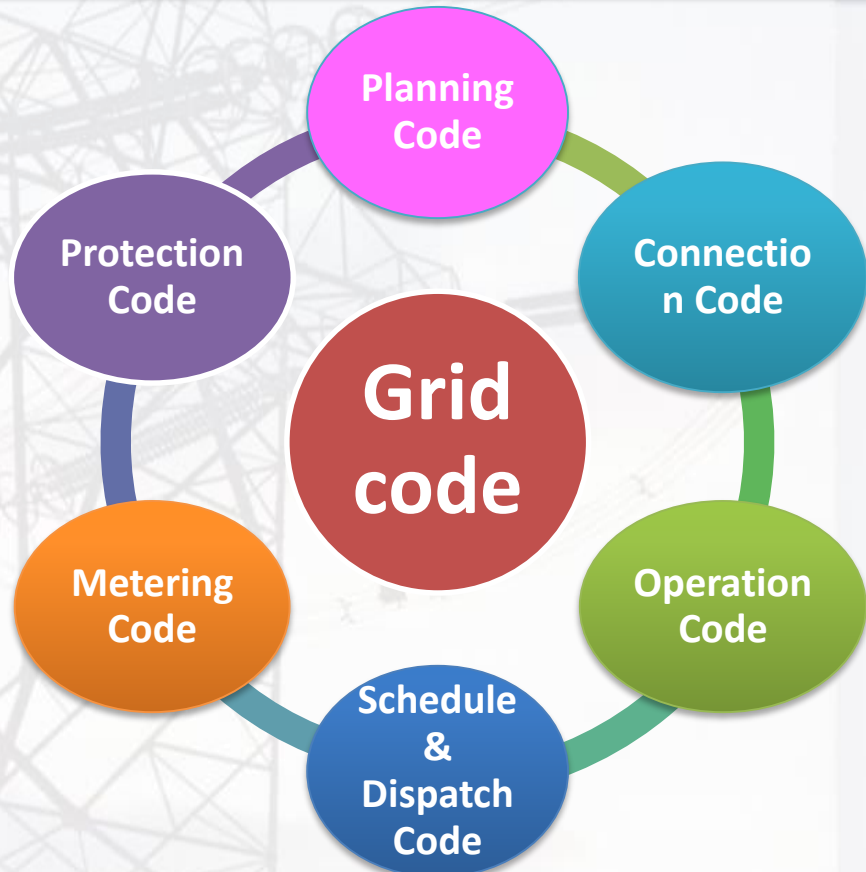 Planning
Code
Connectio
n Code
Operation
Code
Schedule
&
Dispatch
Code
Metering
Code
Protection
Code
Grid
code